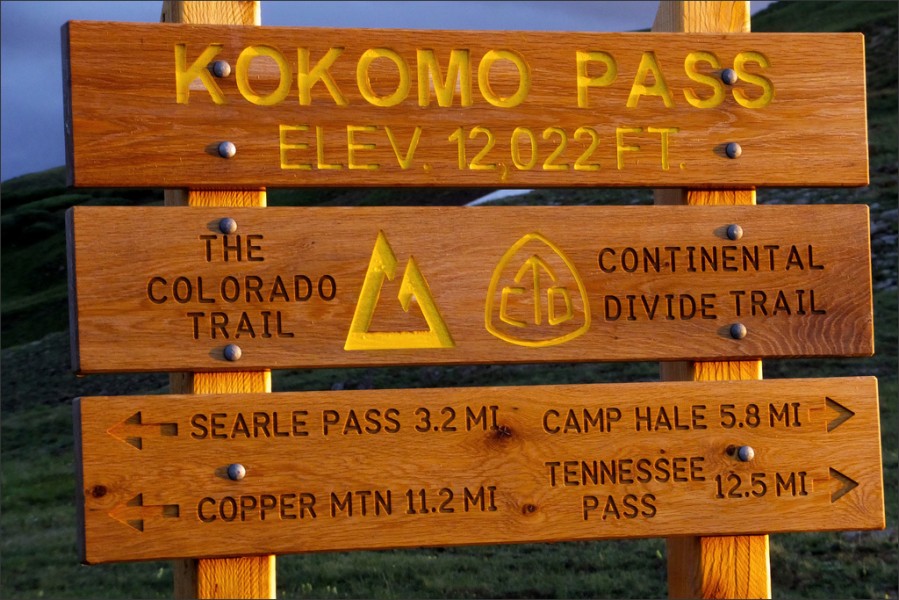 KOKOMO PASS
ELEV. 12,022 FT.
THE
COLORADO
TRAIL
CDT
CONTINENTAL
DIVIDE TRAIL
SEARLE PASS 3.2 MI.
COPPER MTN 11.2 MI
CAMP HALE 5.8 MI
TENNESSEE
PASS
12.5 MI